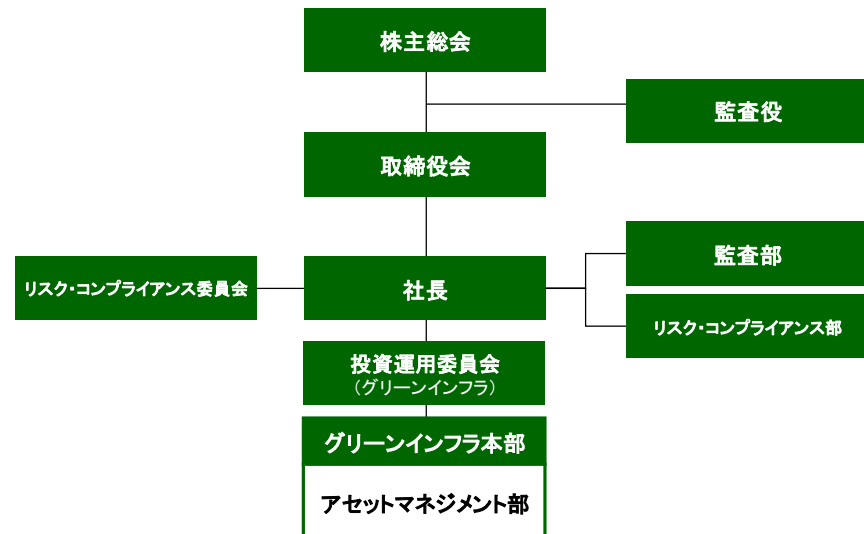 株主総会
監査役
取締役会
監査部
リスク・コンプライアンス委員会
社長
リスク・コンプライアンス部
投資運用委員会
（グリーンインフラ）
グリーンインフラ本部
アセットマネジメント部